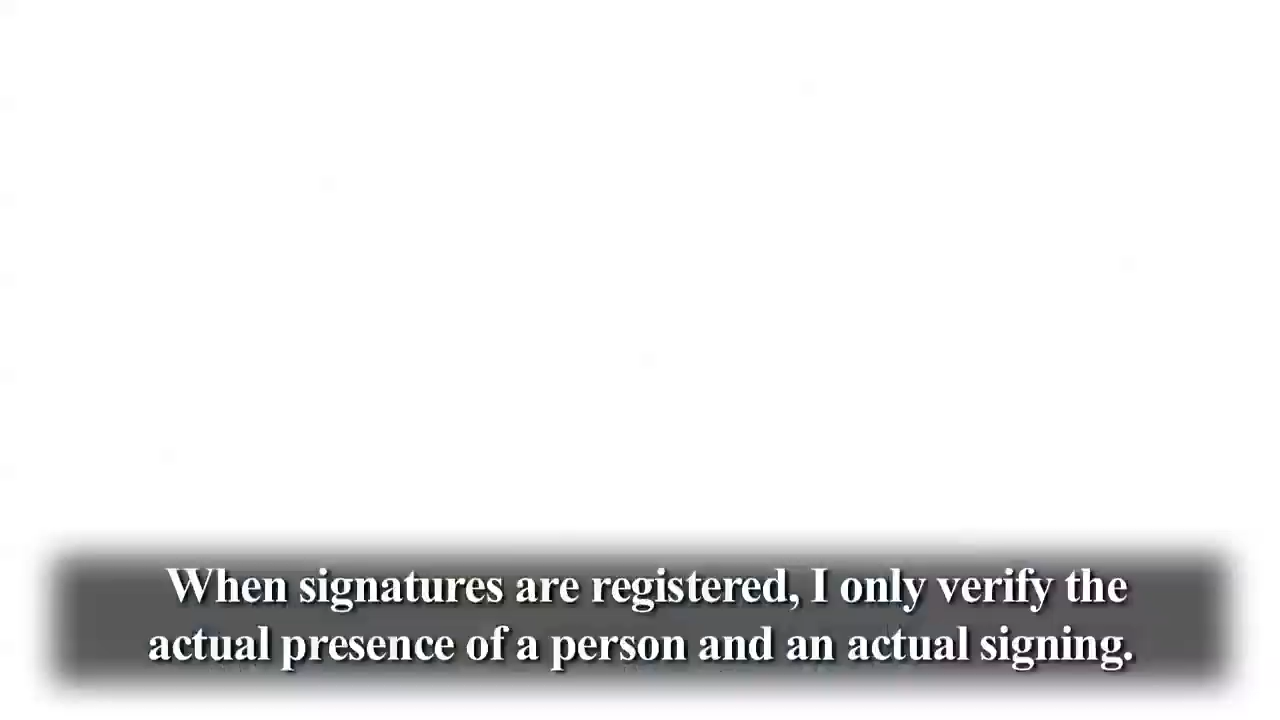 When signatures are registered, I only verify the
actual presence of a person and an actual signing.